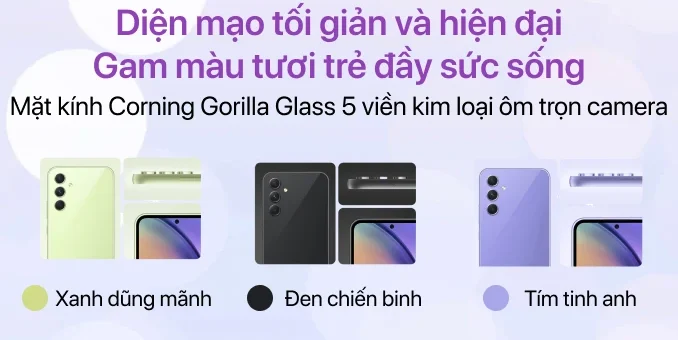 Diện mạo tối giản và hiện đại
Gam màu tươi trẻ đầy sức sống
Mặt kính Corning Gorilla Glass 5 viền kim loại ôm trọn camera
Xanh dũng mãnh
Đen chiến binh
Tím tinh anh